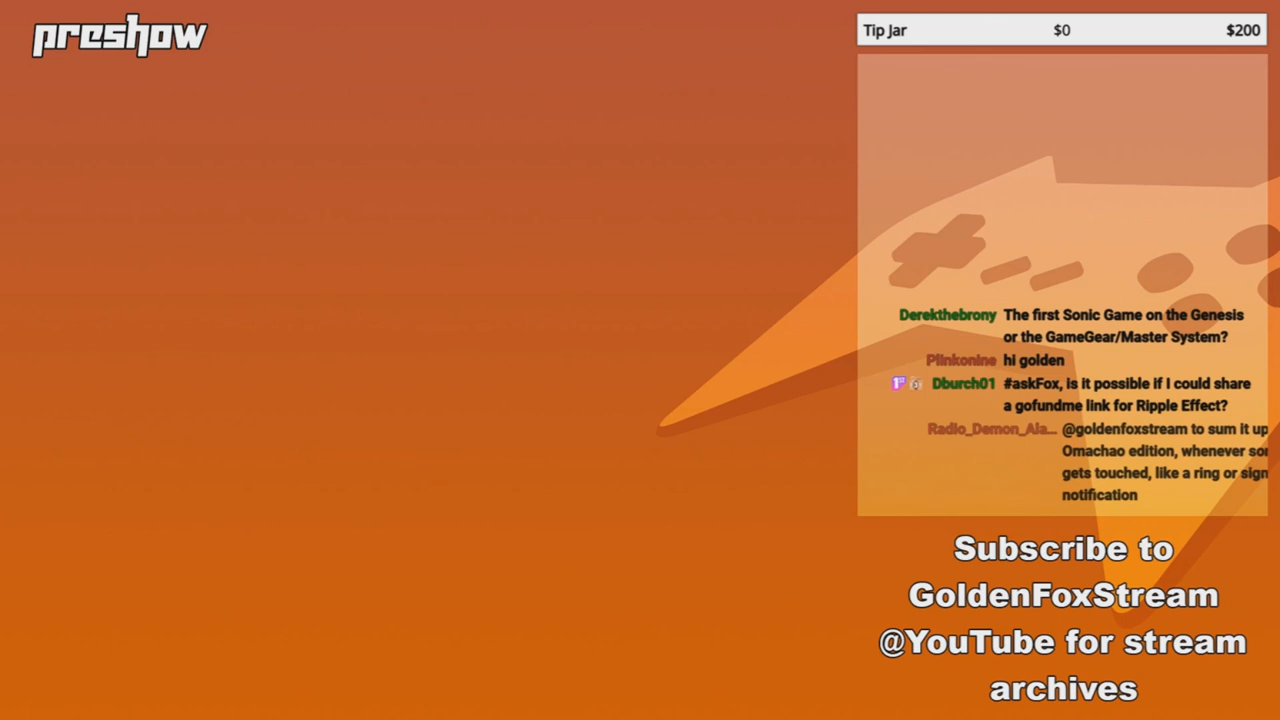 preshow
Tip Jar $0 $200
Derekthebrony The first Sonic Game on the Genesis
or the GameGear/Master System?
Plinkonine hi golden
Dburch01 #askFox, is it possible if I could share
a gofundme link for Ripple Effect?
Radio_Demon_Ala... @goldenfoxstream to sum it up
Omachao edition, whenever
gets touched, like a ring or sign
notification
Subscribe to
GoldenFoxStream
@YouTube for stream
archives